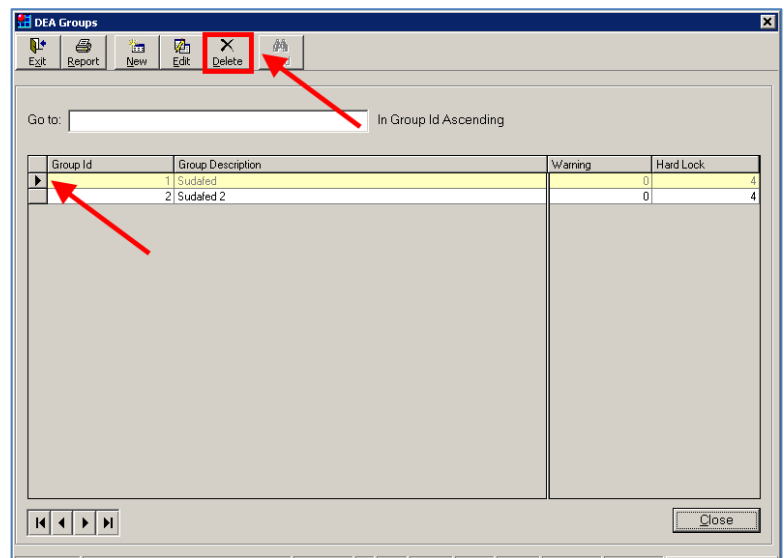 DEA Groups
Exit Report New Edit Delete
Go to: In Group Id Ascending
Group Id Group Description Warning Hard Lock
1 Sudafed 0 4
2 Sudafed 2 0 4
Close